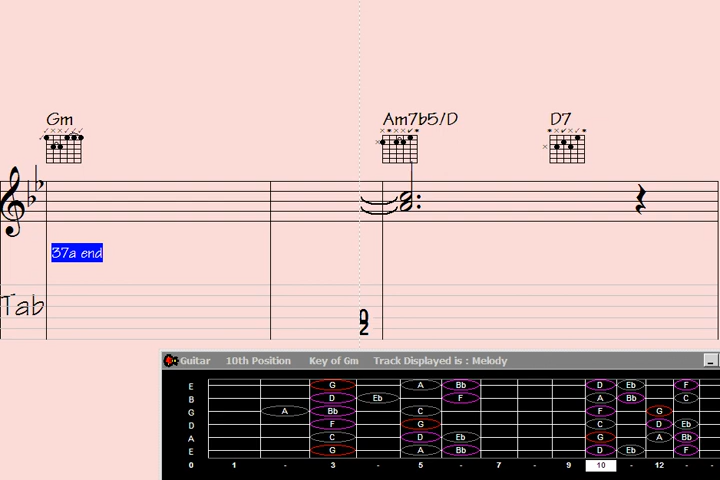 Gm Am7b5/D D7
37a end
Tab
0
2
Guitar 10th Position Key of Gm Track Displayed is : Melody
E G A Bb D Eb F
B D Eb F A Bb C
G A Bb C F G
D F G C D Eb
A C D Eb G A Bb
E G A Bb D Eb F
0 1 - 3 - 5 - 7 - 9 10 - 12 - -